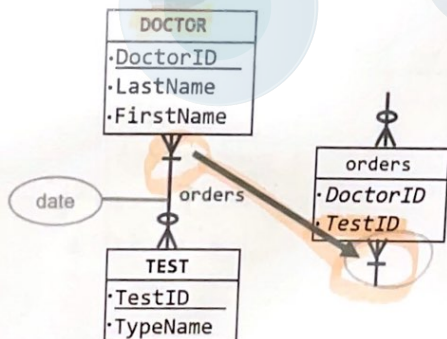 DOCTOR
·DoctorID
·LastName
·FirstName
date
orders
TEST
·TestID
·TypeName
orders
·DoctorID
·TestID